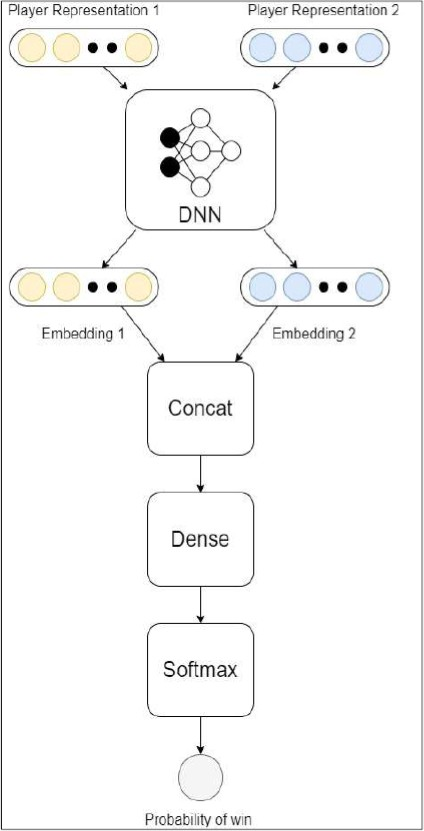 Player Representation 1
Player Representation 2
DNN
Embedding 1
Embedding 2
Concat
Dense
Softmax
Probability of win